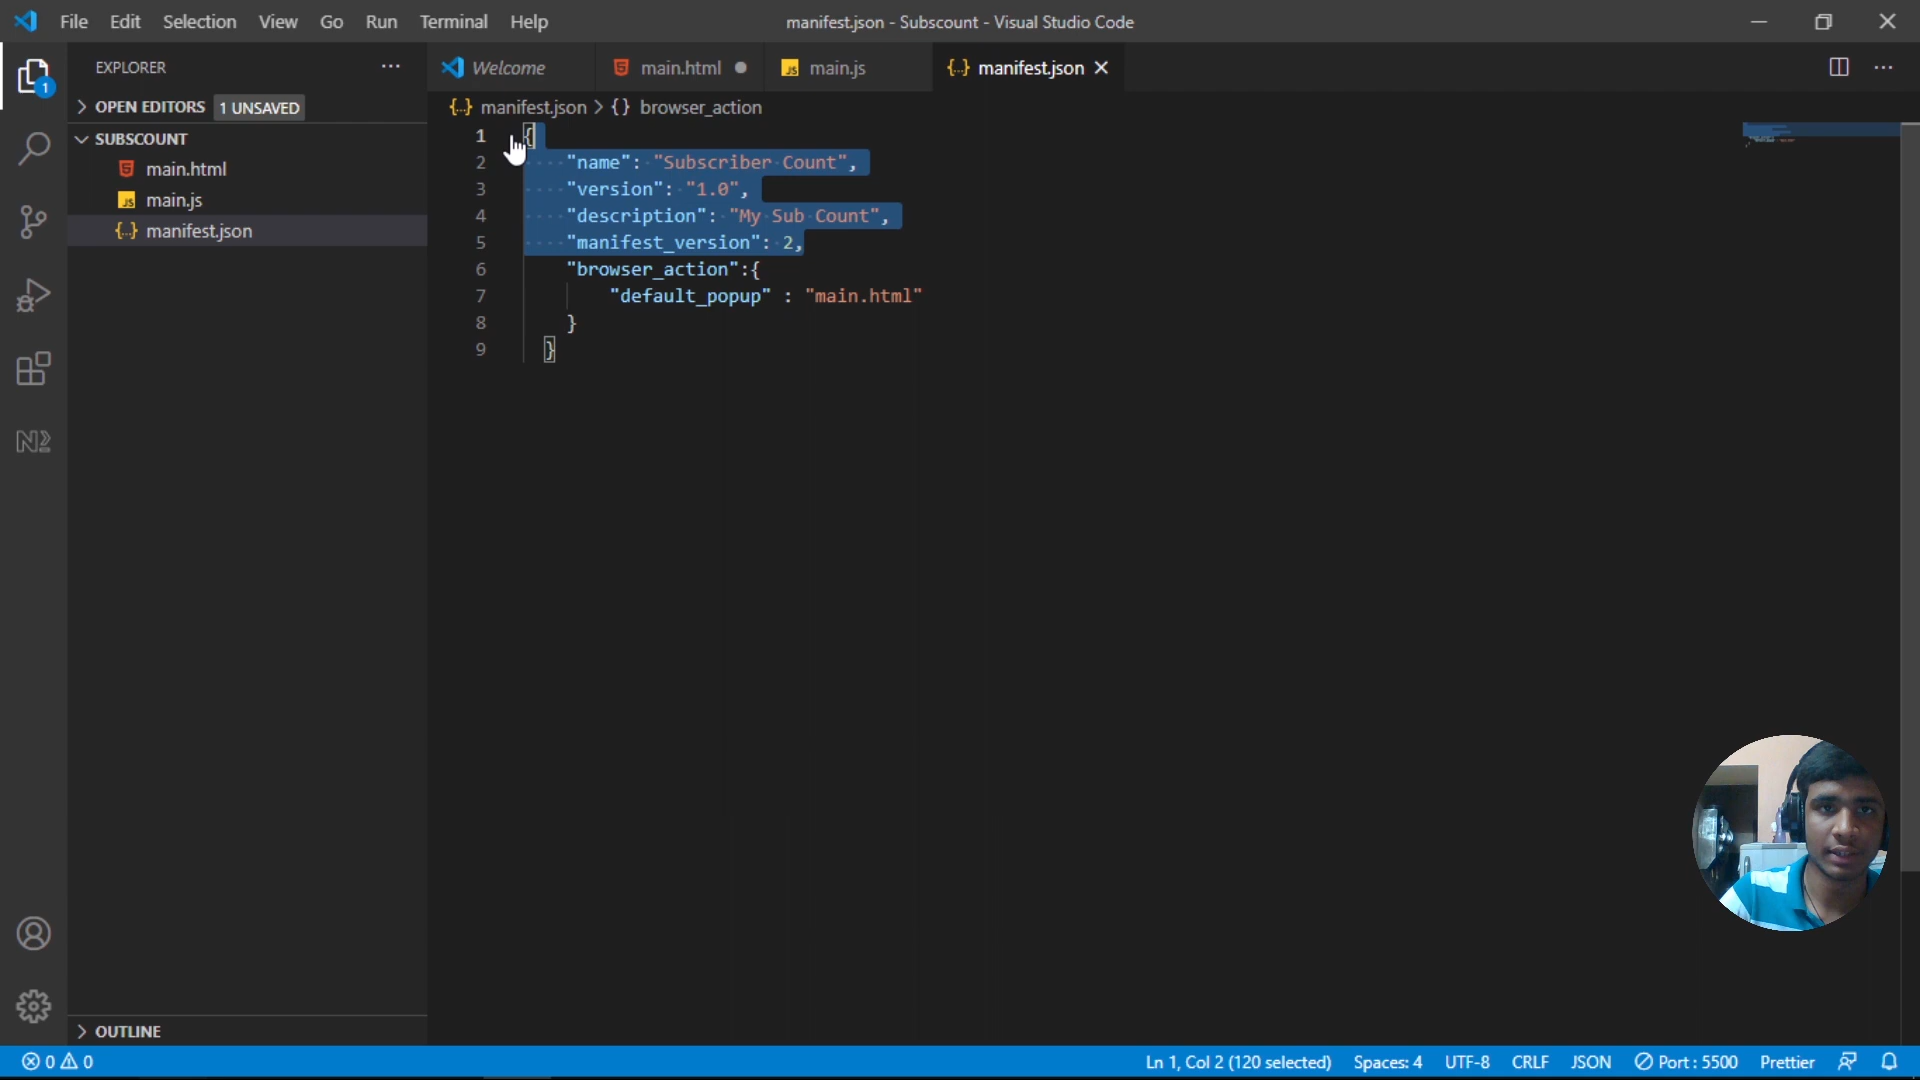 File Edit Selection View Go Run Terminal Help
manifest.json - Subscount - Visual Studio Code
EXPLORER
Welcome
main.html
main.js
manifest.json
1
OPEN EDITORS 1 UNSAVED
manifest.json > {} browser_action
SUBSCOUNT
main.html
main.js
manifest.json
1 {
2 "name": "Subscriber Count",
3 "version": "1.0",
4 "description": "My Sub Count",
5 "manifest_version": 2,
6 "browser_action":{
7 "default_popup" : "main.html"
8 }
9 }
OUTLINE
0 0
Ln 1, Col 2 (120 selected) Spaces: 4 UTF-8 CRLF JSON Port : 5500 Prettier